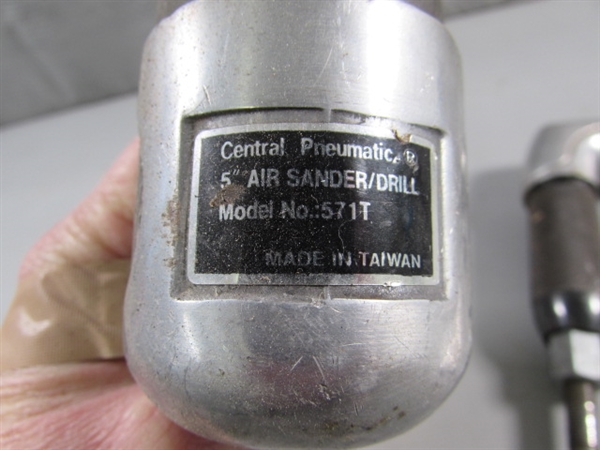 Central Pneumatic®
5" AIR SANDER/DRILL
Model No.:571T
MADE IN TAIWAN